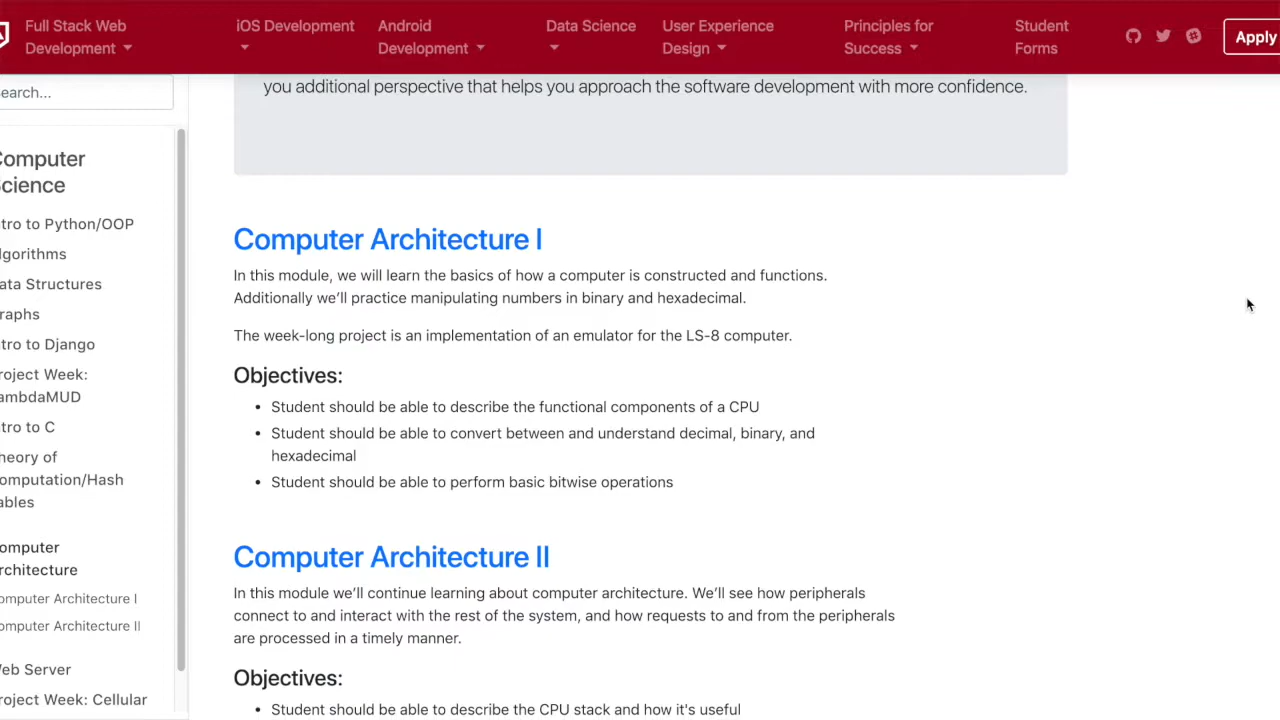 Full Stack Web
Development
iOS Development
Android
Development
Data Science
User Experience
Design
Principles for
Success
Student
Forms
Apply
earch...
you additional perspective that helps you approach the software development with more confidence.
omputer
cience
tro to Python/OOP
lgorithms
ata Structures
raphs
tro to Django
roject Week:
ambdaMUD
tro to C
heory of
omputation/Hash
ables
omputer
rchitecture
omputer Architecture I
omputer Architecture II
eb Server
roject Week: Cellular
Computer Architecture I
In this module, we will learn the basics of how a computer is constructed and functions.
Additionally we’ll practice manipulating numbers in binary and hexadecimal.
The week-long project is an implementation of an emulator for the LS-8 computer.
Objectives:
• Student should be able to describe the functional components of a CPU
• Student should be able to convert between and understand decimal, binary, and
hexadecimal
• Student should be able to perform basic bitwise operations
Computer Architecture II
In this module we’ll continue learning about computer architecture. We’ll see how peripherals
connect to and interact with the rest of the system, and how requests to and from the peripherals
are processed in a timely manner.
Objectives:
• Student should be able to describe the CPU stack and how it's useful